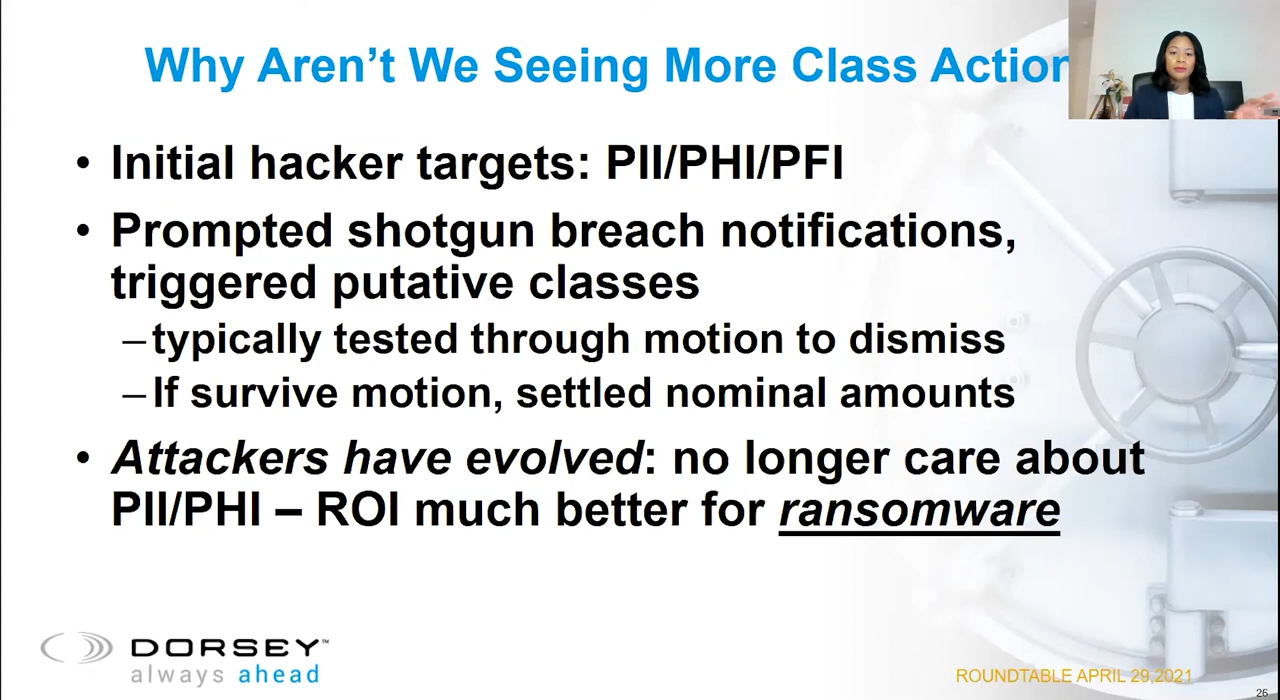 Why Aren't We Seeing More Class Action
• Initial hacker targets: PII/PHI/PFI
• Prompted shotgun breach notifications,
triggered putative classes
–typically tested through motion to dismiss
–If survive motion, settled nominal amounts
• Attackers have evolved: no longer care about
PII/PHI – ROI much better for ransomware
DORSEY™
always ahead
ROUNDTABLE APRIL 29,2021
26